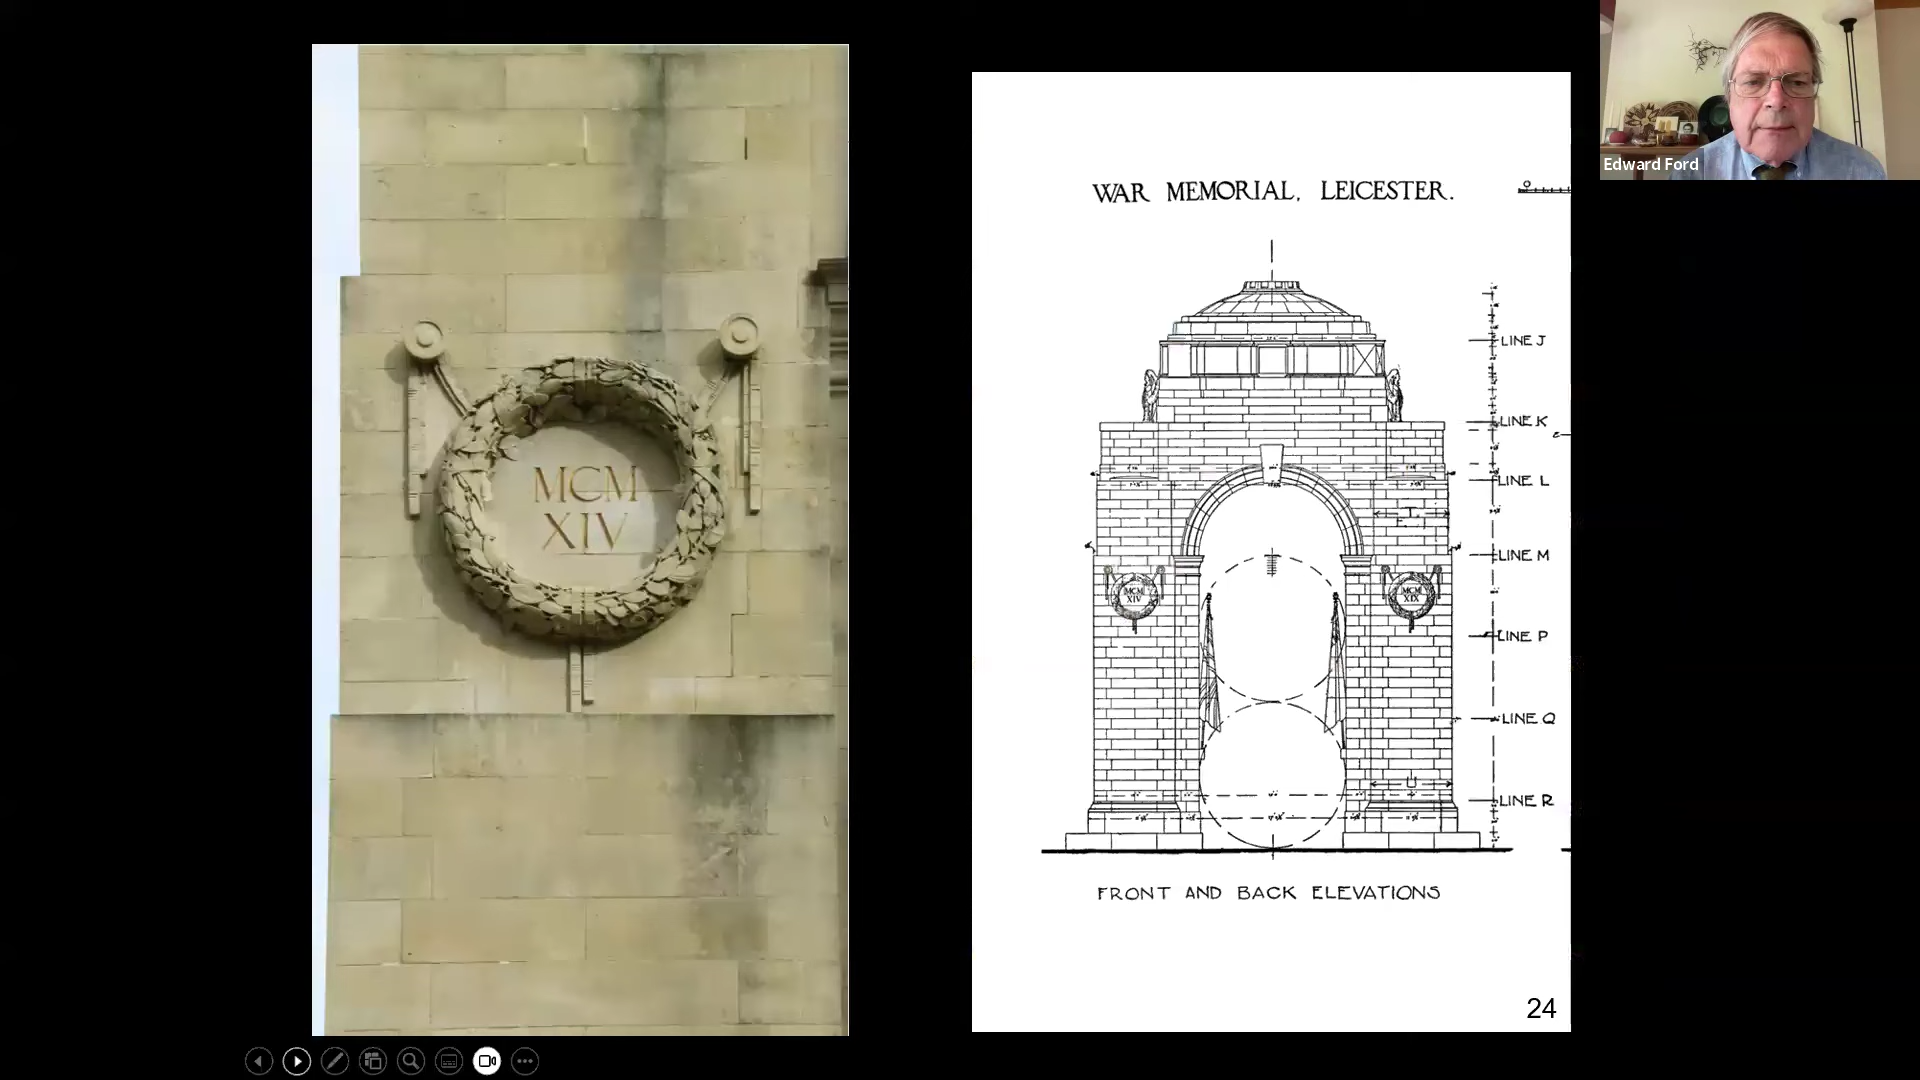 MCM
XIV
WAR MEMORIAL, LEICESTER.
LINE J
LINE K
LINE L
LINE M
LINE P
LINE Q
LINE R
MCM
XIV
MCM
XIX
T
E
U
FRONT AND BACK ELEVATIONS
24
Edward Ford